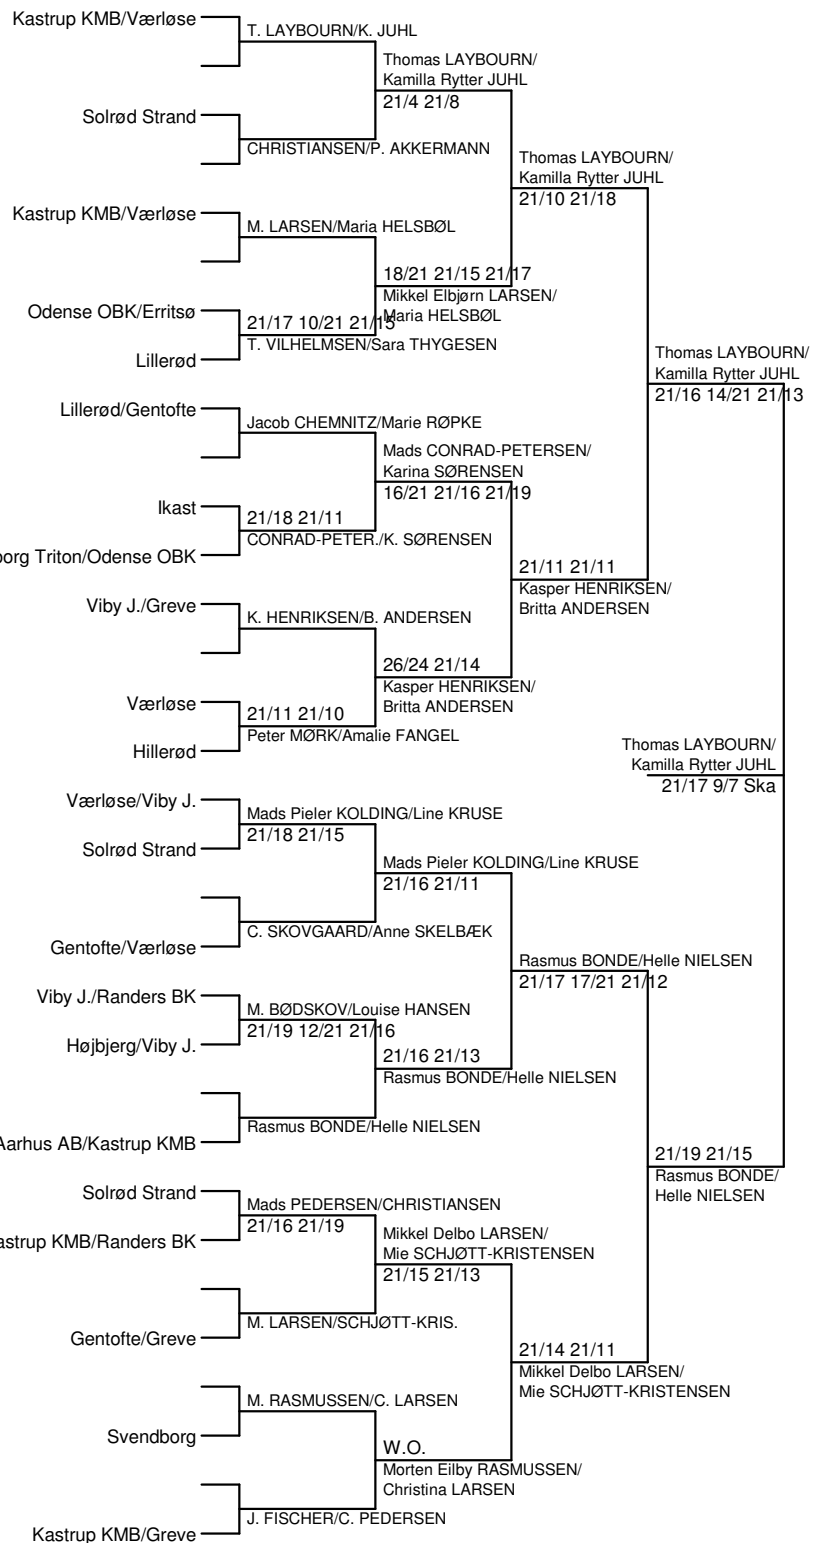 Kastrup KMB/Værløse
T. LAYBOURN/K. JUHL
Thomas LAYBOURN/
Kamilla Rytter JUHL
21/4 21/8
Solrød Strand
CHRISTIANSEN/P. AKKERMANN
Thomas LAYBOURN/
Kamilla Rytter JUHL
21/10 21/18
Kastrup KMB/Værløse
M. LARSEN/Maria HELSBØL
18/21 21/15 21/17
Mikkel Elbjørn LARSEN/
Maria HELSBØL
Odense OBK/Erritsø
21/17 10/21 21/15
T. VILHELMSEN/Sara THYGESEN
Lillerød
Thomas LAYBOURN/
Kamilla Rytter JUHL
21/16 14/21 21/13
Lillerød/Gentofte
Jacob CHEMNITZ/Marie RØPKE
Mads CONRAD-PETERSEN/
Karina SØRENSEN
16/21 21/16 21/19
Ikast
21/18 21/11
CONRAD-PETER./K. SØRENSEN
borg Triton/Odense OBK
21/11 21/11
Kasper HENRIKSEN/
Britta ANDERSEN
Viby J./Greve
K. HENRIKSEN/B. ANDERSEN
26/24 21/14
Kasper HENRIKSEN/
Britta ANDERSEN
Værløse
21/11 21/10
Peter MØRK/Amalie FANGEL
Hillerød
Thomas LAYBOURN/
Kamilla Rytter JUHL
21/17 9/7 Ska
Værløse/Viby J.
Mads Pieler KOLDING/Line KRUSE
21/18 21/15
Solrød Strand
Mads Pieler KOLDING/Line KRUSE
21/16 21/11
C. SKOVGAARD/Anne SKELBÆK
Gentofte/Værløse
Rasmus BONDE/Helle NIELSEN
21/17 17/21 21/12
Viby J./Randers BK
M. BØDSKOV/Louise HANSEN
21/19 12/21 21/16
Højbjerg/Viby J.
21/16 21/13
Rasmus BONDE/Helle NIELSEN
Rasmus BONDE/Helle NIELSEN
Aarhus AB/Kastrup KMB
21/19 21/15
Rasmus BONDE/
Helle NIELSEN
Solrød Strand
Mads PEDERSEN/CHRISTIANSEN
21/16 21/19
astrup KMB/Randers BK
Mikkel Delbo LARSEN/
Mie SCHJØTT-KRISTENSEN
21/15 21/13
M. LARSEN/SCHJØTT-KRIS.
Gentofte/Greve
21/14 21/11
Mikkel Delbo LARSEN/
Mie SCHJØTT-KRISTENSEN
M. RASMUSSEN/C. LARSEN
Svendborg
W.O.
Morten Eilby RASMUSSEN/
Christina LARSEN
J. FISCHER/C. PEDERSEN
Kastrup KMB/Greve